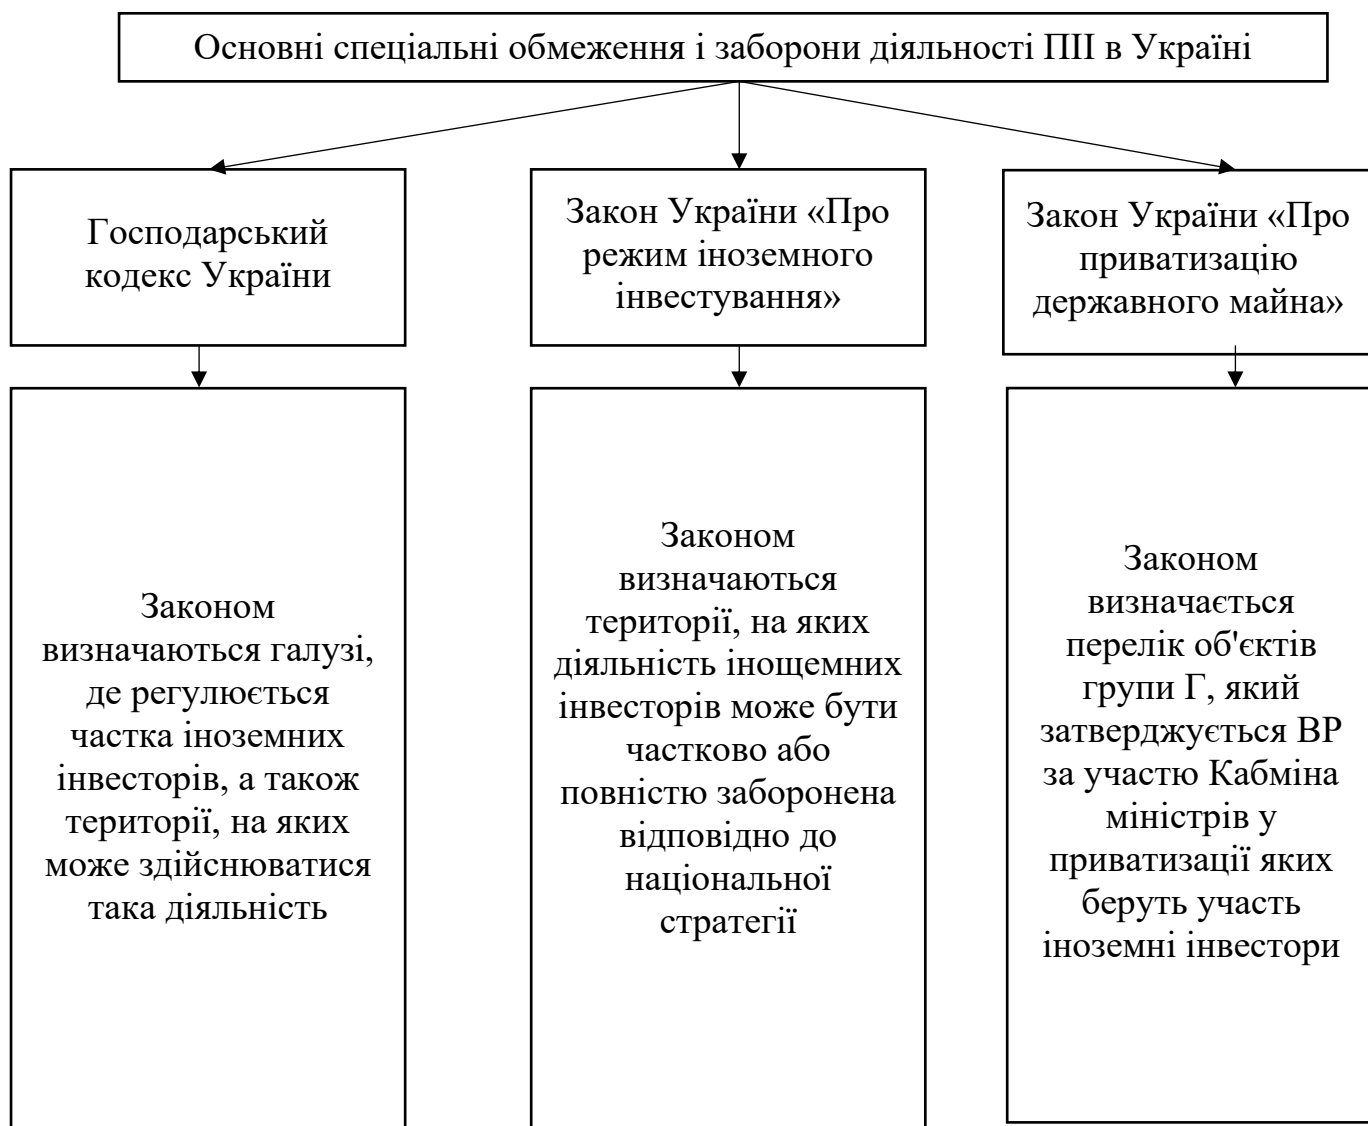 Основні спеціальні обмеження і заборони діяльності ПІІ в Україні
Господарський
кодекс України
Закон України «Про
режим іноземного
інвестування»
Закон України «Про
приватизацію
державного майна»
Законом
визначаються галузі,
де регулюється
частка іноземних
інвесторів, а також
території, на яких
може здійснюватися
така діяльність
Законом
визначаються
території, на яких
діяльність інощемних
інвесторів може бути
частково або
повністю заборонена
відповідно до
національної
стратегії
Законом
визначається
перелік об'єктів
групи Г, який
затверджується ВР
за участю Кабміна
міністрів у
приватизації яких
беруть участь
іноземні інвестори